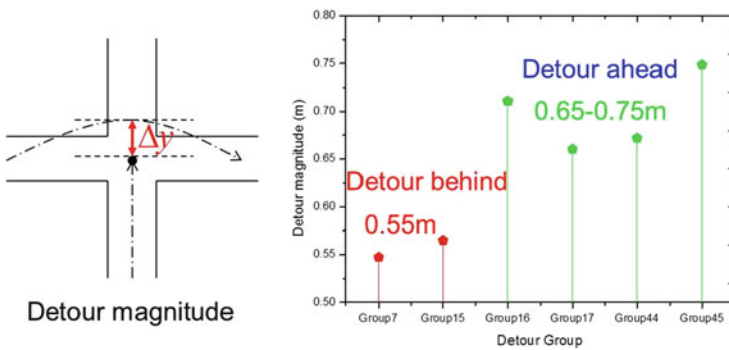 Δy
Detour magnitude
0.80
0.75
0.70
0.65
0.60
0.55
0.50
Detour magnitude (m)
Detour behind
0.55m
Detour ahead
0.65-0.75m
Group7 Group15 Group16 Group17 Group44 Group45
Detour Group